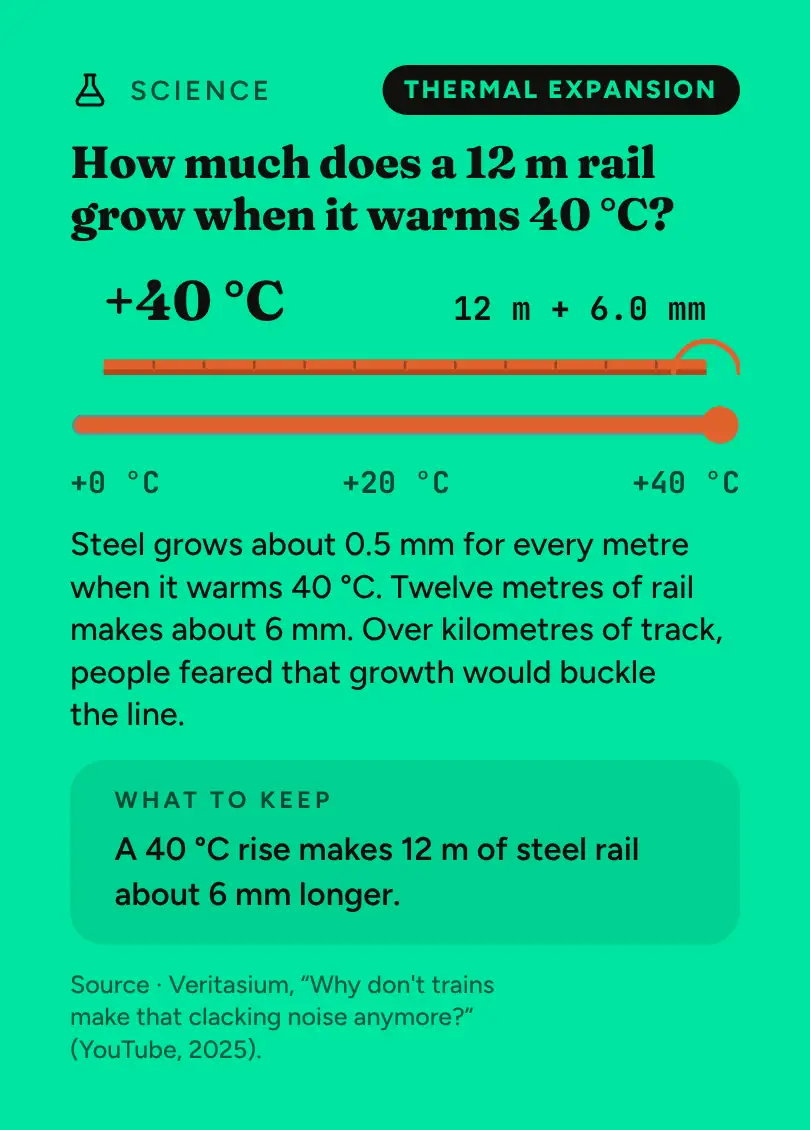 SCIENCE
THERMAL EXPANSION
How much does a 12 m rail
grow when it warms 40 °C?
+40 °C
12 m + 6.0 mm
+0 °C
+20 °C
+40 °C
Steel grows about 0.5 mm for every metre
when it warms 40 °C. Twelve metres of rail
makes about 6 mm. Over kilometres of track,
people feared that growth would buckle
the line.
WHAT TO KEEP
A 40 °C rise makes 12 m of steel rail
about 6 mm longer.
Source · Veritasium, “Why don't trains
make that clacking noise anymore?”
(YouTube, 2025).